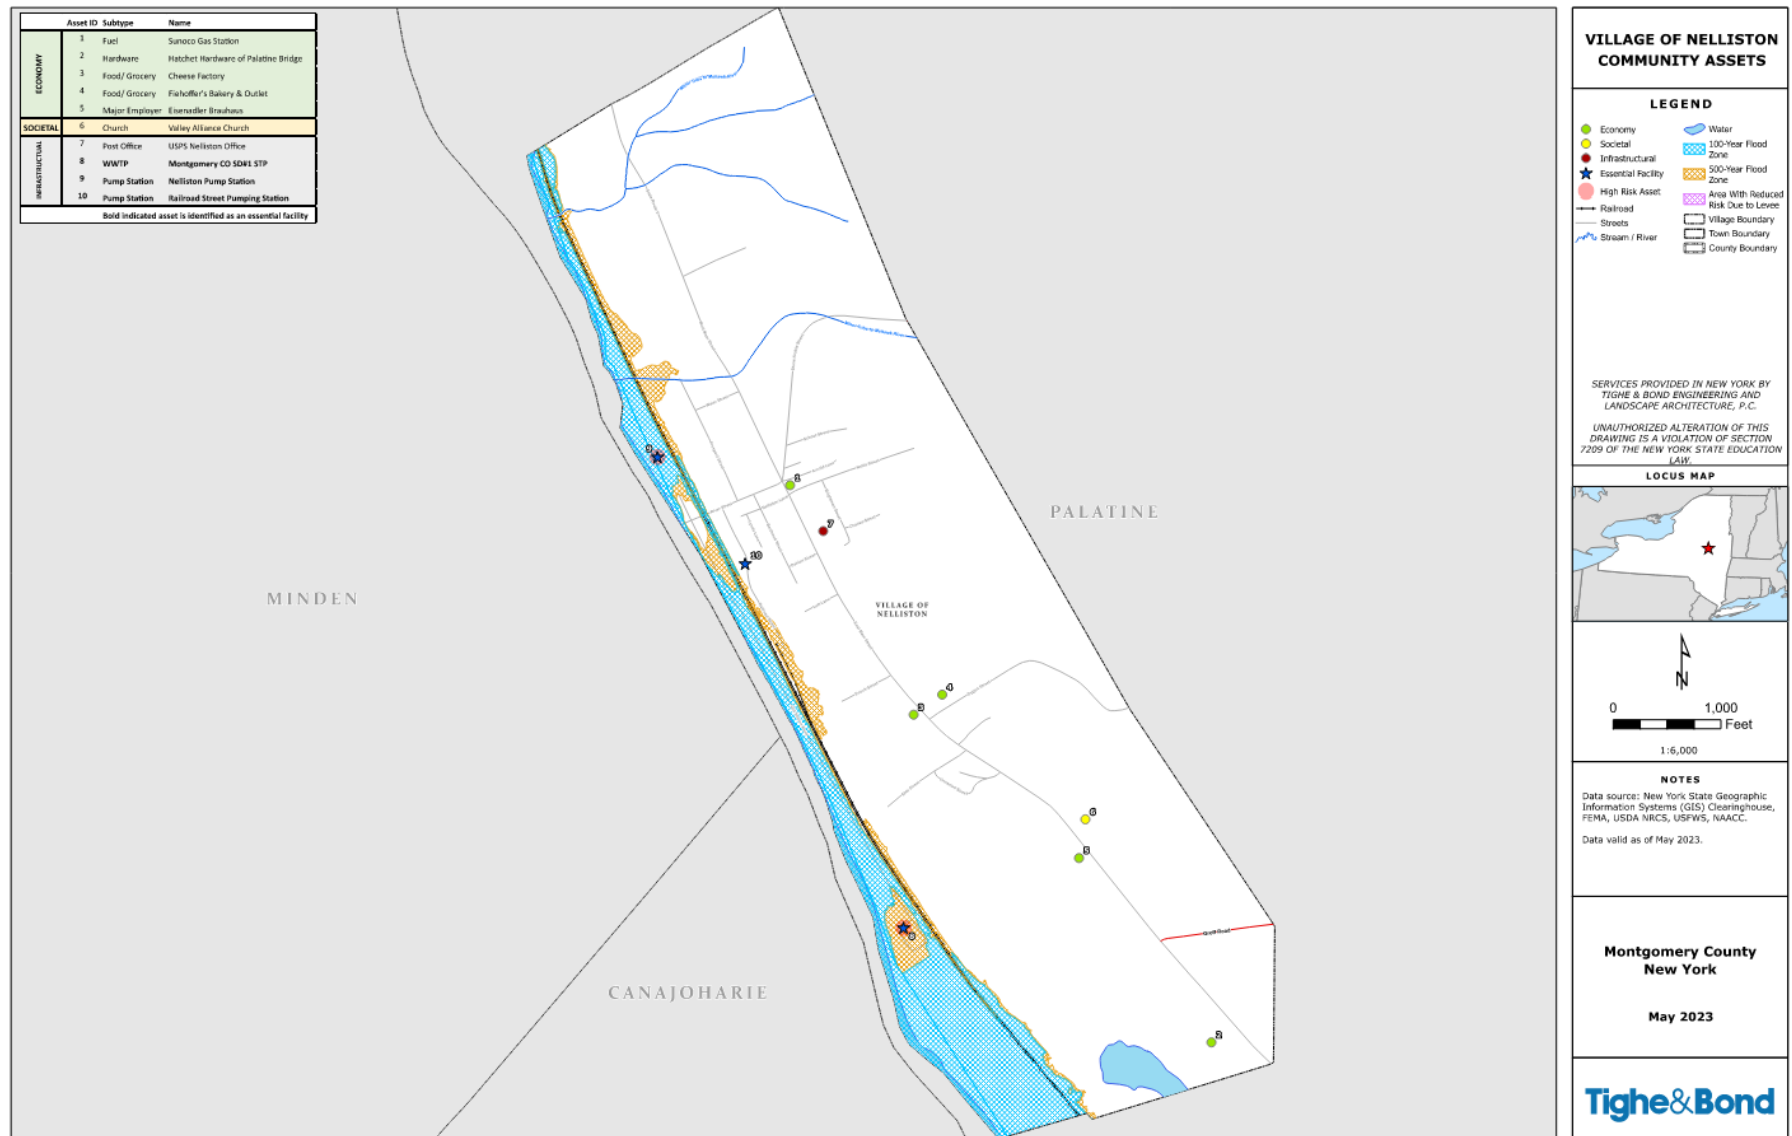 Asset ID Subtype Name
ECONOMY
1 Fuel Sunoco Gas Station
2 Hardware Hatchet Hardware of Palatine Bridge
3 Food/ Grocery Cheese Factory
4 Food/ Grocery Fiehoffer's Bakery & Outlet
5 Major Employer Eisenadler Brauhaus
SOCIETAL 6 Church Valley Alliance Church
INFRASTRUCTUAL
7 Post Office USPS Nelliston Office
8 WWTP Montgomery CO SD#1 STP
9 Pump Station Nelliston Pump Station
10 Pump Station Railroad Street Pumping Station
Bold indicated asset is identified as an essential facility
9
1
7
10
PALATINE
MINDEN
VILLAGE OF
NELLISTON
4
3
6
5
8
CANAJOHARIE
2
VILLAGE OF NELLISTON
COMMUNITY ASSETS
LEGEND
Economy
Societal
Infrastructural
Essential Facility
High Risk Asset
Railroad
Streets
Stream / River
Water
100-Year Flood
Zone
500-Year Flood
Zone
Area With Reduced
Risk Due to Levee
Village Boundary
Town Boundary
County Boundary
SERVICES PROVIDED IN NEW YORK BY
TIGHE & BOND ENGINEERING AND
LANDSCAPE ARCHITECTURE, P.C.
UNAUTHORIZED ALTERATION OF THIS
DRAWING IS A VIOLATION OF SECTION
7209 OF THE NEW YORK STATE EDUCATION
LAW.
LOCUS MAP
N
0 1,000
Feet
1:6,000
NOTES
Data source: New York State Geographic
Information Systems (GIS) Clearinghouse,
FEMA, USDA NRCS, USFWS, NAACC.
Data valid as of May 2023.
Montgomery County
New York
May 2023
Tighe&Bond